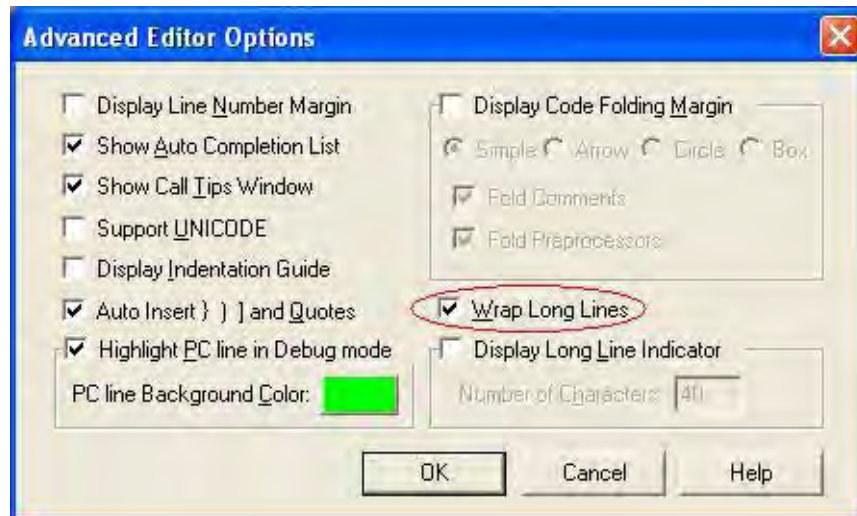 Advanced Editor Options
Display Line Number Margin
Show Auto Completion List
Show Call Tips Window
Support UNICODE
Display Indentation Guide
Auto Insert } ) ] and Quotes
Highlight PC line in Debug mode
PC line Background Color:
Display Code Folding Margin
Simple Arrow Circle Box
Fold Comments
Fold Preprocessors
Wrap Long Lines
Display Long Line Indicator
Number of Characters: 40
OK Cancel Help